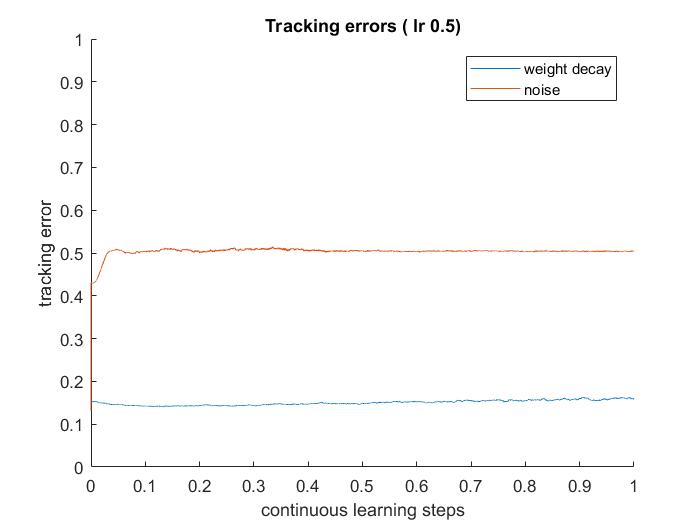 Tracking errors ( lr 0.5)
weight decay
noise
tracking error
1
0.9
0.8
0.7
0.6
0.5
0.4
0.3
0.2
0.1
0
0 0.1 0.2 0.3 0.4 0.5 0.6 0.7 0.8 0.9 1
continuous learning steps